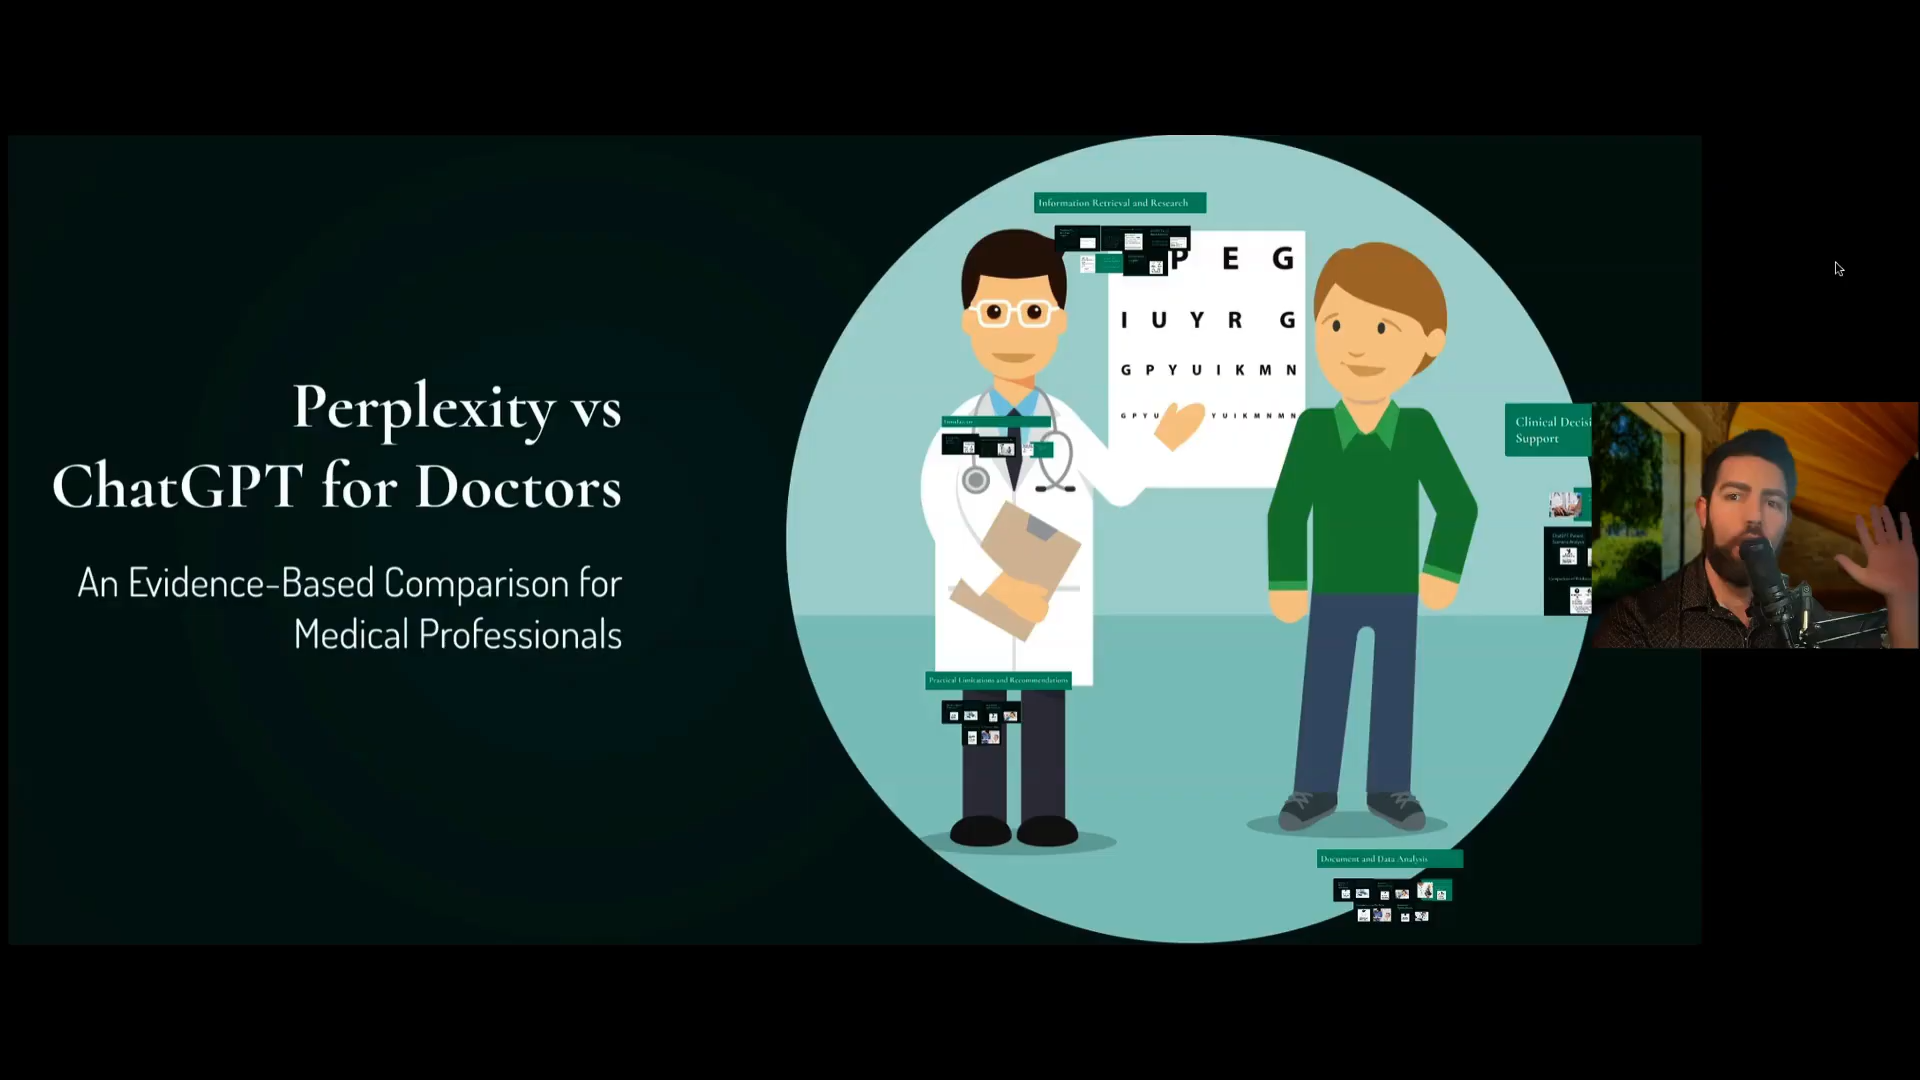 Perplexity vs
ChatGPT for Doctors
An Evidence-Based Comparison for
Medical Professionals
Information Retrieval and Research
P E G
I U Y R G
G P Y U I K M N
G P Y U Y U I K M N M N
Clinical Decisi
Support
Practical Limitations and Recommendations
Document and Data Analysis